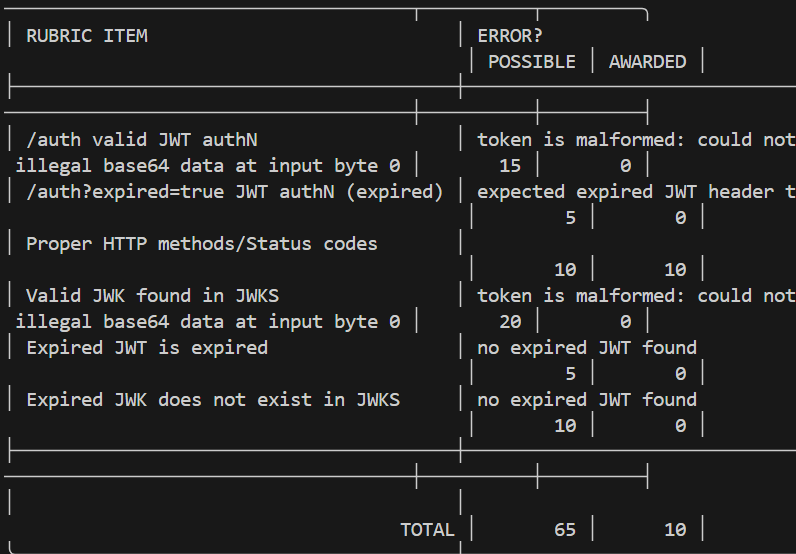 RUBRIC ITEM ERROR?
POSSIBLE AWARDED
/auth valid JWT authN token is malformed: could not
illegal base64 data at input byte 0 15 0
/auth?expired=true JWT authN (expired) expected expired JWT header t
5 0
Proper HTTP methods/Status codes
10 10
Valid JWK found in JWKS token is malformed: could not
illegal base64 data at input byte 0 20 0
Expired JWT is expired no expired JWT found
5 0
Expired JWK does not exist in JWKS no expired JWT found
10 0
TOTAL 65 10